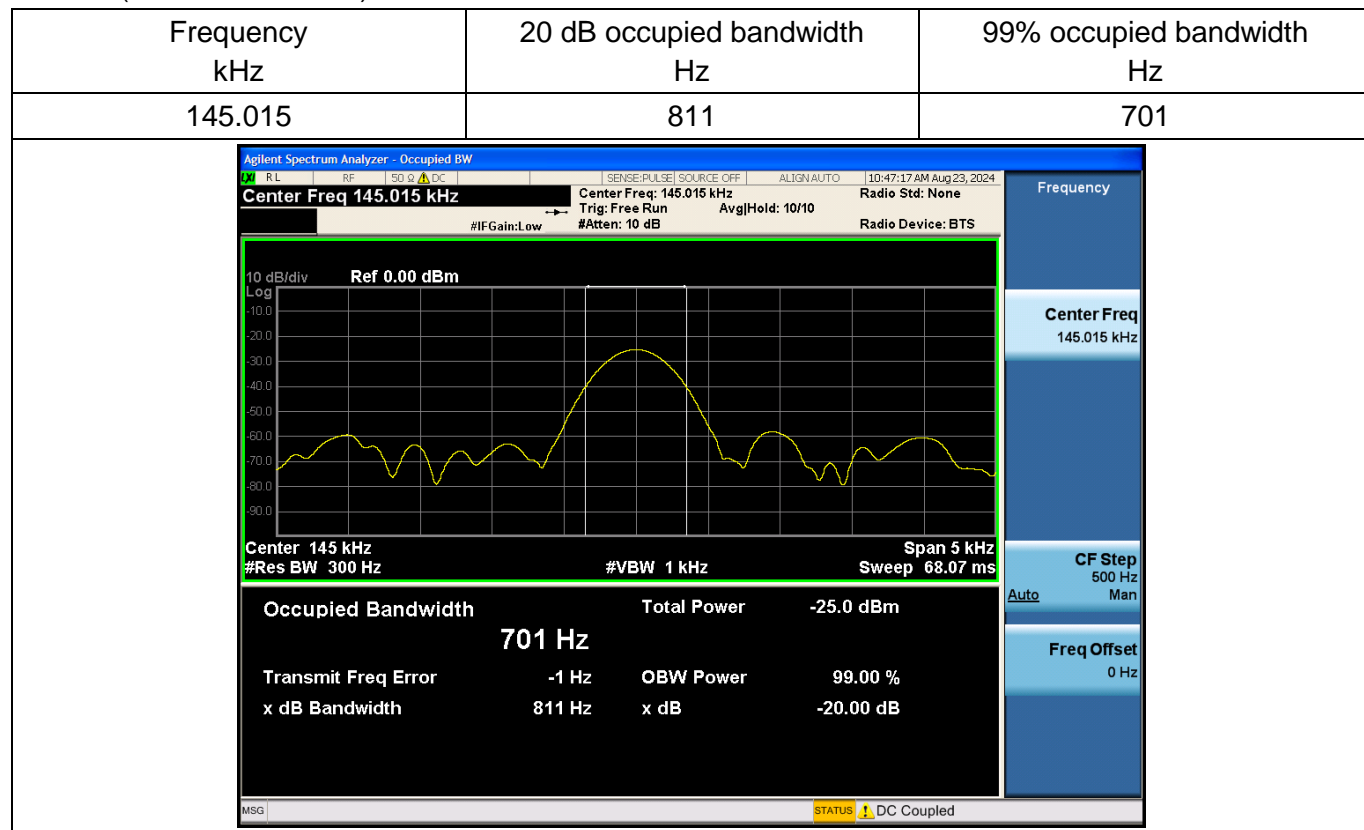 Frequency
kHz
20 dB occupied bandwidth
Hz
99% occupied bandwidth
Hz
145.015 811 701
Agilent Spectrum Analyzer - Occupied BW
LXI RL RF 50 Ω DC SENSE:PULSE SOURCE OFF ALIGN AUTO 10:47:17 AM Aug 23, 2024
Center Freq 145.015 kHz
Center Freq: 145.015 kHz
Radio Std: None
Trig: Free Run Avg|Hold: 10/10
#IFGain:Low #Atten: 10 dB Radio Device: BTS
10 dB/div Ref 0.00 dBm
Log
-10.0
-20.0
-30.0
-40.0
-50.0
-60.0
-70.0
-80.0
-90.0
Center 145 kHz Span 5 kHz
#Res BW 300 Hz #VBW 1 kHz Sweep 68.07 ms
Occupied Bandwidth Total Power -25.0 dBm
701 Hz
Transmit Freq Error -1 Hz OBW Power 99.00 %
x dB Bandwidth 811 Hz x dB -20.00 dB
Frequency
Center Freq
145.015 kHz
CF Step
500 Hz
Auto Man
Freq Offset
0 Hz
MSG STATUS DC Coupled